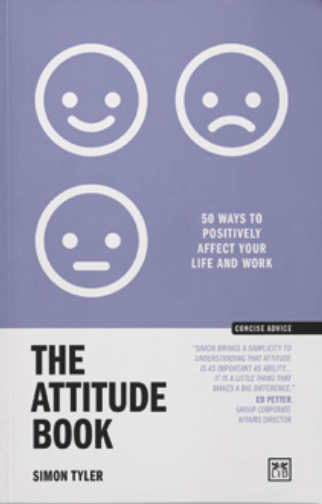 50 WAYS TO
POSITIVELY
AFFECT YOUR
LIFE AND WORK
CONCISE ADVICE
THE
ATTITUDE
BOOK
"SIMON BRINGS A SIMPLICITY TO
UNDERSTANDING THAT ATTITUDE
IS AS IMPORTANT AS ABILITY...
IT IS A LITTLE THING THAT
MAKES A BIG DIFFERENCE."
ED PETTER,
GROUP CORPORATE
AFFAIRS DIRECTOR
SIMON TYLER
LID